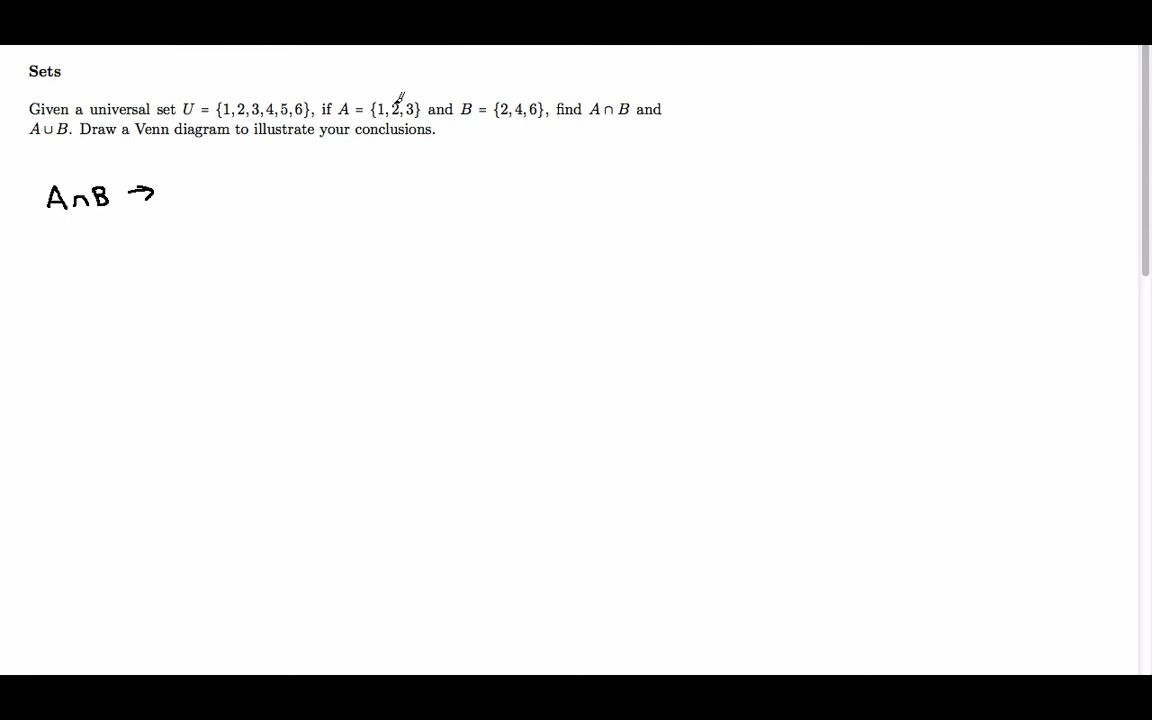 Sets
Given a universal set U = {1, 2, 3, 4, 5, 6}, if A = {1, 2, 3} and B = {2, 4, 6}, find A ∩ B and
A ∪ B. Draw a Venn diagram to illustrate your conclusions.
A∩B →